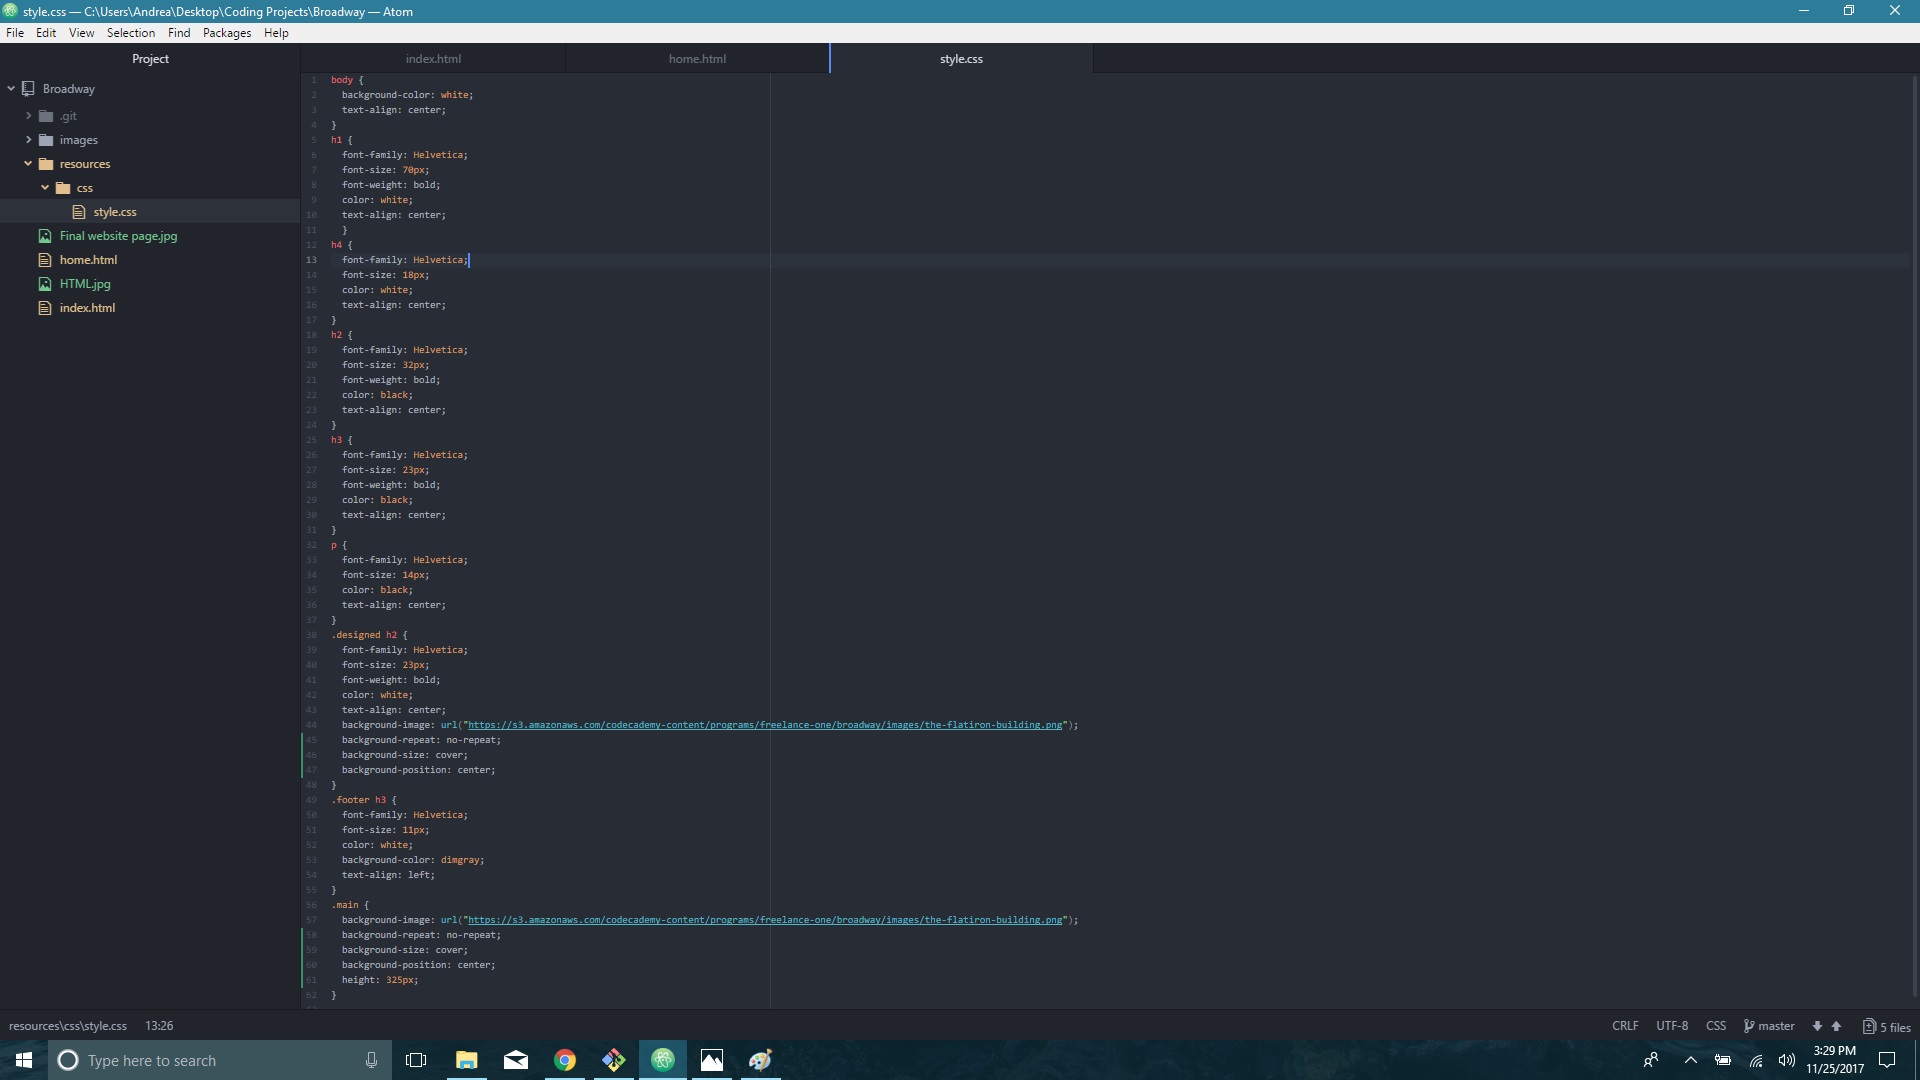 style.css — C:\Users\Andrea\Desktop\Coding Projects\Broadway — Atom
File Edit View Selection Find Packages Help
Project
index.html home.html style.css
Broadway
.git
images
resources
css
style.css
Final website page.jpg
home.html
HTML.jpg
index.html
1 body {
2   background-color: white;
3   text-align: center;
4 }
5 h1 {
6   font-family: Helvetica;
7   font-size: 70px;
8   font-weight: bold;
9   color: white;
10   text-align: center;
11   }
12 h4 {
13   font-family: Helvetica;
14   font-size: 18px;
15   color: white;
16   text-align: center;
17 }
18 h2 {
19   font-family: Helvetica;
20   font-size: 32px;
21   font-weight: bold;
22   color: black;
23   text-align: center;
24 }
25 h3 {
26   font-family: Helvetica;
27   font-size: 23px;
28   font-weight: bold;
29   color: black;
30   text-align: center;
31 }
32 p {
33   font-family: Helvetica;
34   font-size: 14px;
35   color: black;
36   text-align: center;
37 }
38 .designed h2 {
39   font-family: Helvetica;
40   font-size: 23px;
41   font-weight: bold;
42   color: white;
43   text-align: center;
44   background-image: url("https://s3.amazonaws.com/codecademy-content/programs/freelance-one/broadway/images/the-flatiron-building.png");
45   background-repeat: no-repeat;
46   background-size: cover;
47   background-position: center;
48 }
49 .footer h3 {
50   font-family: Helvetica;
51   font-size: 11px;
52   color: white;
53   background-color: dimgray;
54   text-align: left;
55 }
56 .main {
57   background-image: url("https://s3.amazonaws.com/codecademy-content/programs/freelance-one/broadway/images/the-flatiron-building.png");
58   background-repeat: no-repeat;
59   background-size: cover;
60   background-position: center;
61   height: 325px;
62 }
resources\css\style.css 13:26 CRLF UTF-8 CSS master 5 files
Type here to search
3:29 PM
11/25/2017